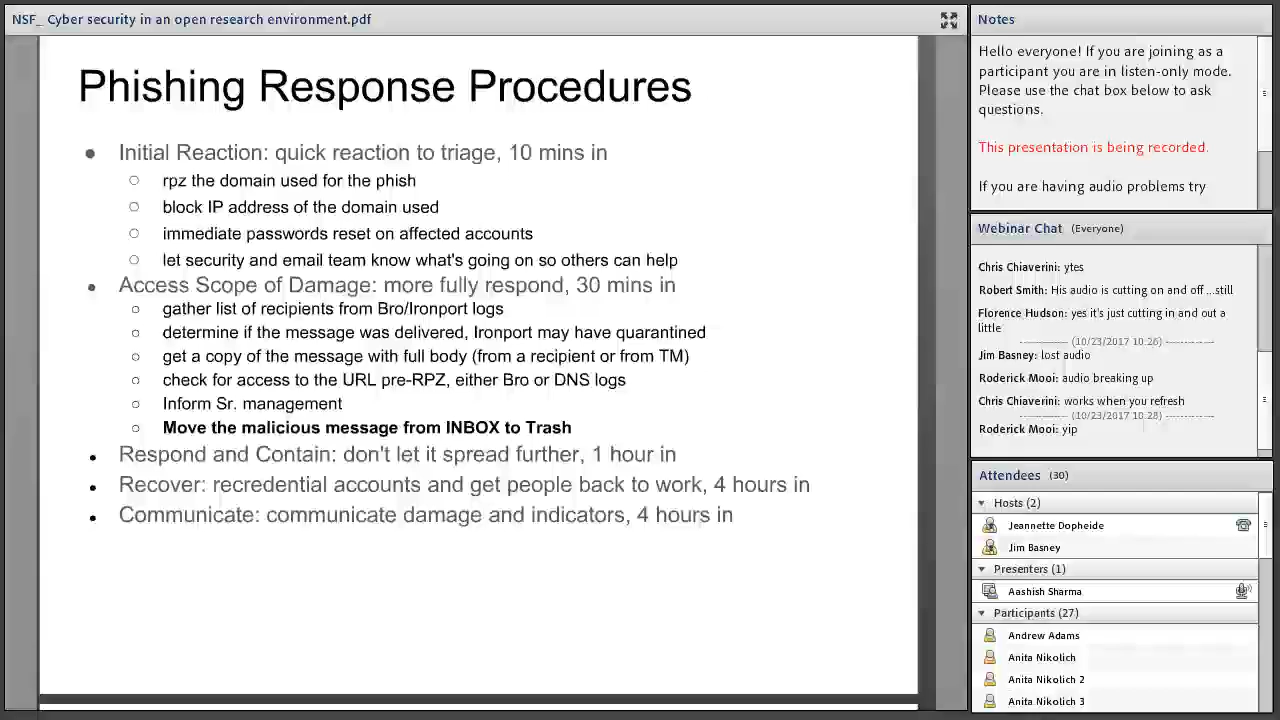 NSF_ Cyber security in an open research environment.pdf
Phishing Response Procedures
Initial Reaction: quick reaction to triage, 10 mins in
rpz the domain used for the phish
block IP address of the domain used
immediate passwords reset on affected accounts
let security and email team know what's going on so others can help
Access Scope of Damage: more fully respond, 30 mins in
gather list of recipients from Bro/Ironport logs
determine if the message was delivered, Ironport may have quarantined
get a copy of the message with full body (from a recipient or from TM)
check for access to the URL pre-RPZ, either Bro or DNS logs
Inform Sr. management
Move the malicious message from INBOX to Trash
Respond and Contain: don't let it spread further, 1 hour in
Recover: recredential accounts and get people back to work, 4 hours in
Communicate: communicate damage and indicators, 4 hours in
Notes
Hello everyone! If you are joining as a
participant you are in listen-only mode.
Please use the chat box below to ask
questions.
This presentation is being recorded.
If you are having audio problems try
Webinar Chat (Everyone)
Chris Chiaverini: ytes
Robert Smith: His audio is cutting on and off ...still
Florence Hudson: yes it's just cutting in and out a
little
(10/23/2017 10:26)
Jim Basney: lost audio
Roderick Mooi: audio breaking up
Chris Chiaverini: works when you refresh
(10/23/2017 10:28)
Roderick Mooi: yip
Attendees (30)
Hosts (2)
Jeannette Dopheide
Jim Basney
Presenters (1)
Aashish Sharma
Participants (27)
Andrew Adams
Anita Nikolich
Anita Nikolich 2
Anita Nikolich 3